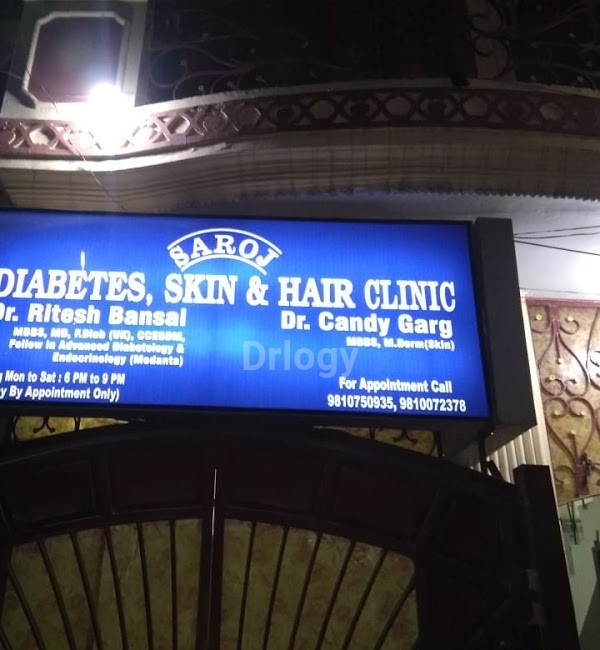 SAROJ
DIABETES, SKIN & HAIR CLINIC
Dr. Ritesh Bansal
MBBS, MD, F.Diab (UK), CCEBDM,
Fellow in Advanced Diabetology &
Endocrinology (Medanta)
Dr. Candy Garg
MBBS, M.Derm(Skin)
Drlogy
Mon to Sat : 6 PM to 9 PM
By Appointment Only)
For Appointment Call
9810750935, 9810072378